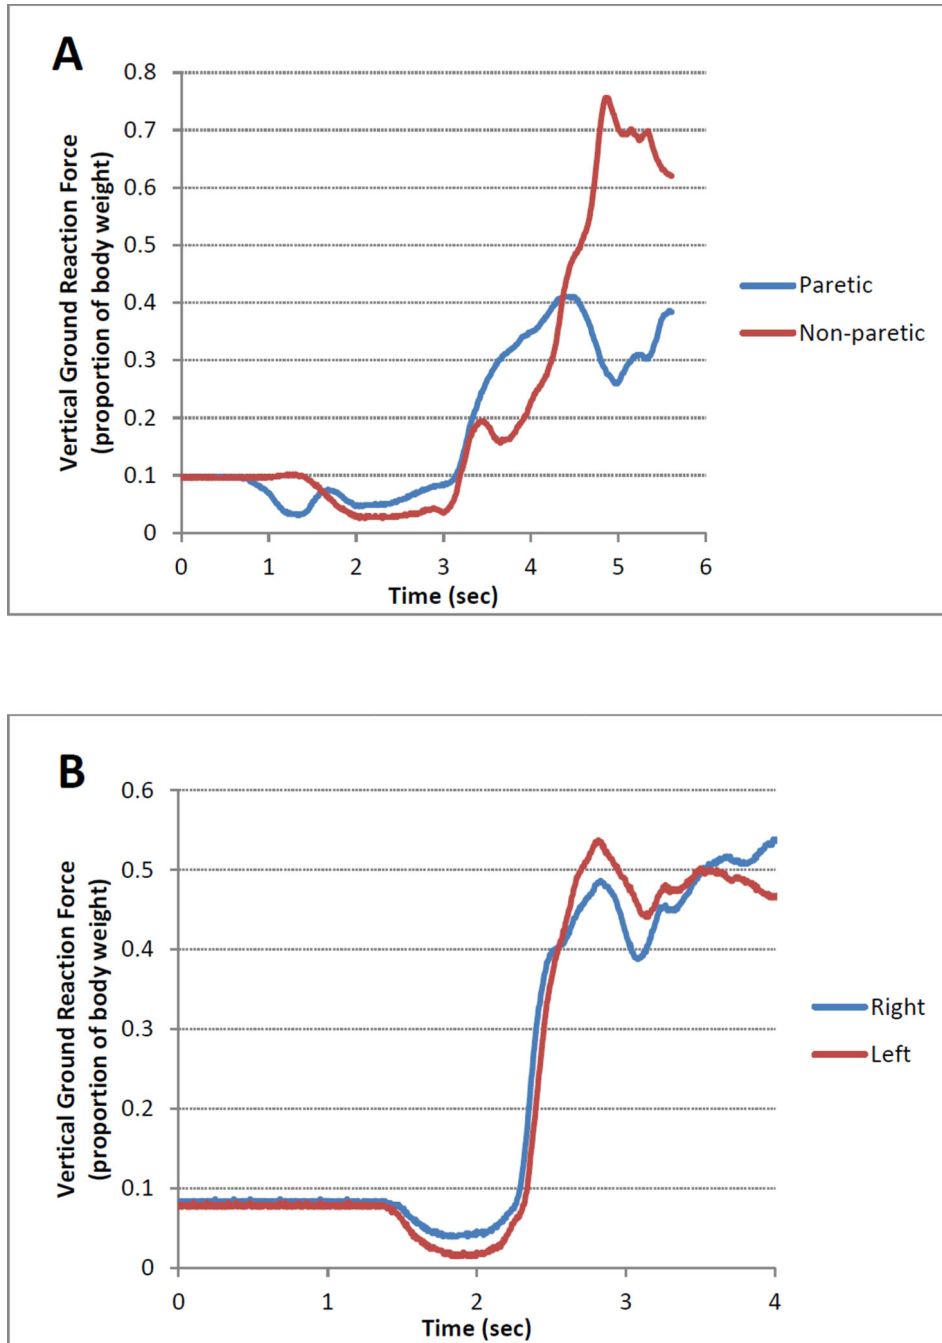 A
0.8
0.7
0.6
0.5
0.4
0.3
0.2
0.1
0
Vertical Ground Reaction Force
(proportion of body weight)
0 1 2 3 4 5 6
Time (sec)
Paretic
Non-paretic
B
0.6
0.5
0.4
0.3
0.2
0.1
0
Vertical Ground Reaction Force
(proportion of body weight)
0 1 2 3 4
Time (sec)
Right
Left